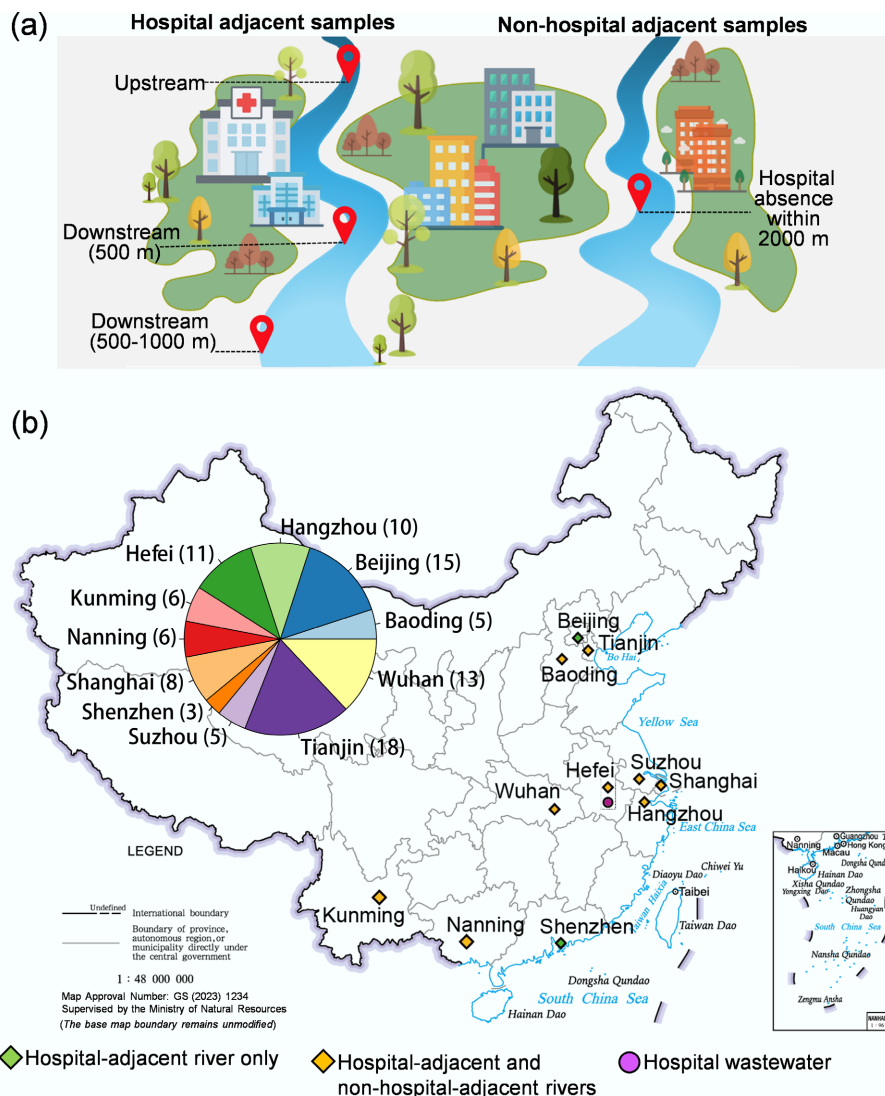 (a)
Hospital adjacent samples
Non-hospital adjacent samples
Upstream
Downstream
(500 m)
Downstream
(500-1000 m)
Hospital
absence
within
2000 m
(b)
Hangzhou (10)
Hefei (11)
Beijing (15)
Kunming (6)
Baoding (5)
Nanning (6)
Shanghai (8)
Wuhan (13)
Shenzhen (3)
Suzhou (5)
Tianjin (18)
Beijing
Tianjin
Bo Hai
Baoding
Yellow Sea
Suzhou
Hefei
Shanghai
Wuhan
Hangzhou
East China Sea
Chiwei Yu
Diaoyu Dao
Taibei
Taiwan Haixia
Taiwan Dao
Kunming
Nanning
Shenzhen
Dongsha Qundao
South China Sea
Hainan Dao
LEGEND
Undefined
International boundary
Boundary of province,
autonomous region,or
municipality directly under
the central government
1 : 48 000 000
Map Approval Number: GS (2023) 1234
Supervised by the Ministry of Natural Resources
(The base map boundary remains unmodified)
Guangzhou
Nanning
Hong Kong
Macau
Haikou
Hainan Dao
Xisha Qundao
Yongxing Dao
Zhongsha
Qundao
Huangyan
Dao
South China Sea
Nansha Qundao
Zengmu Ansha
Hospital-adjacent river only
Hospital-adjacent and
non-hospital-adjacent rivers
Hospital wastewater